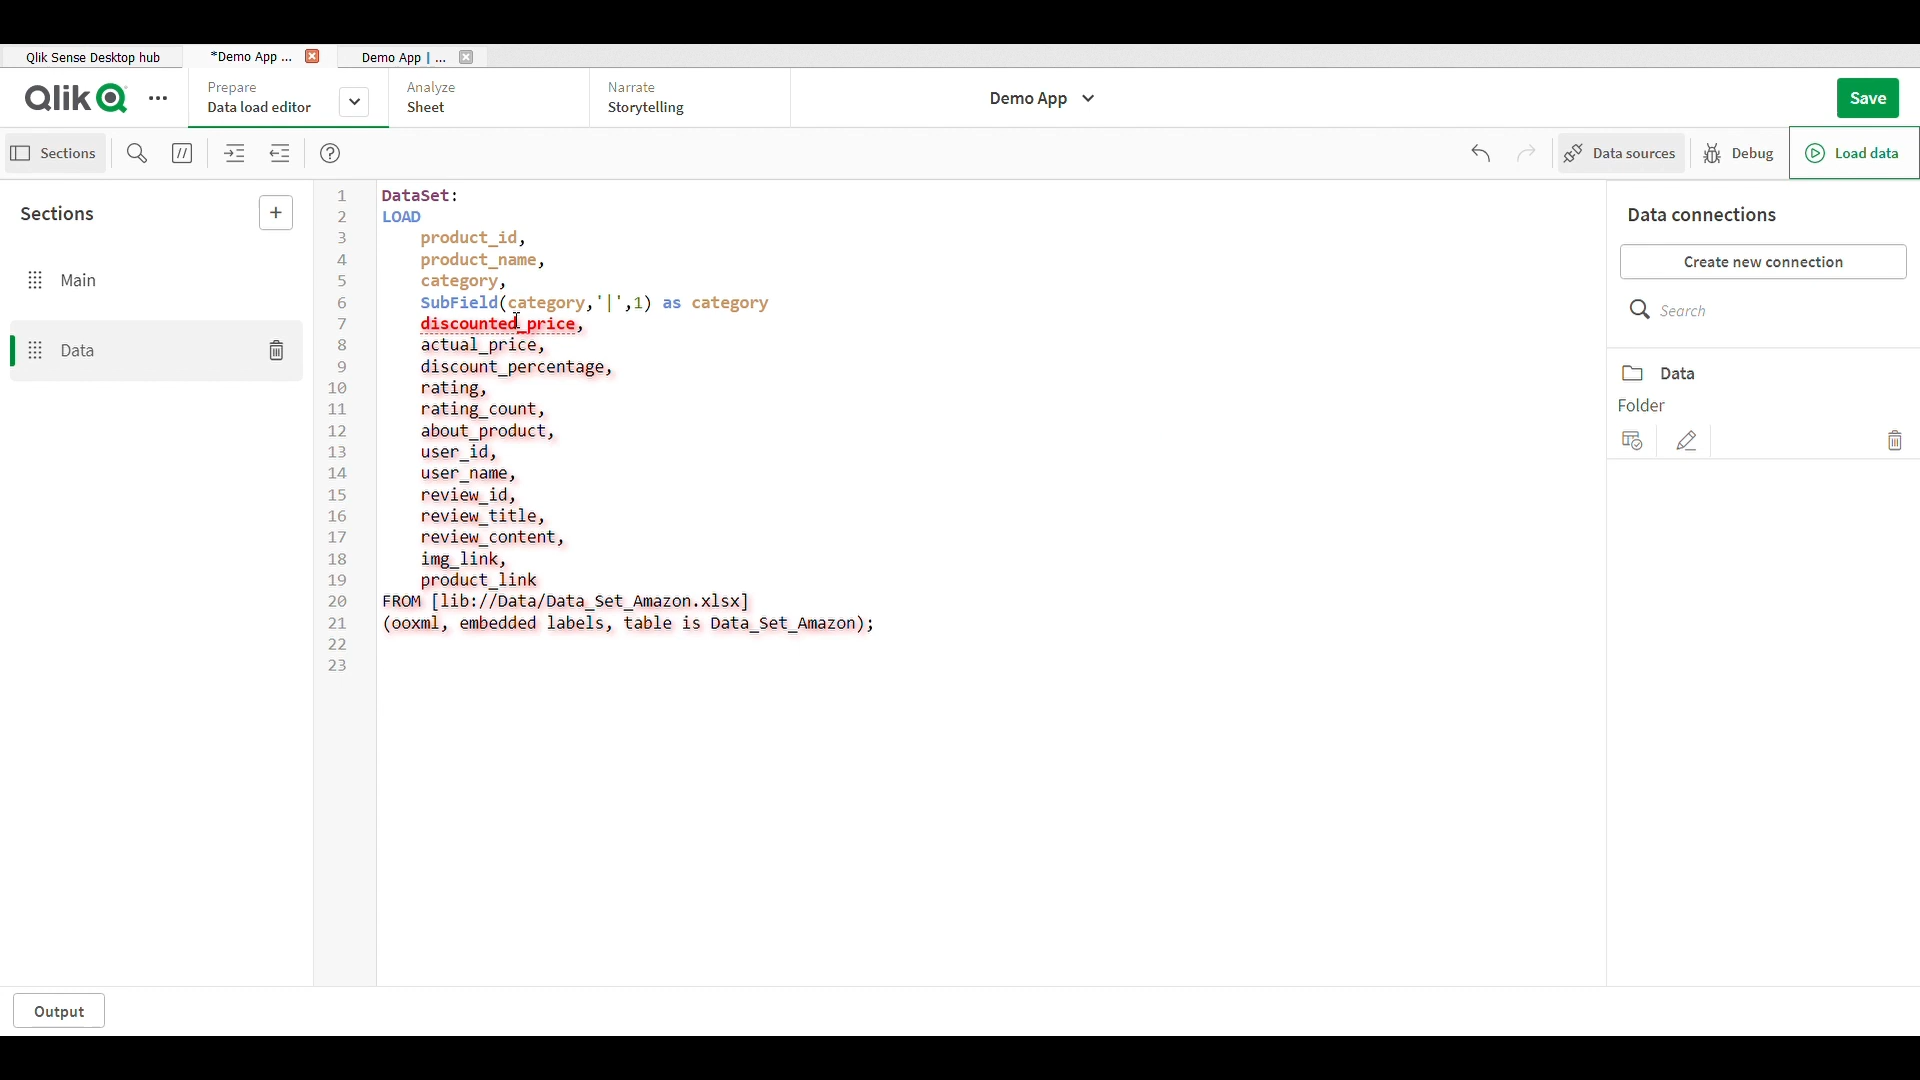 Qlik Sense Desktop hub
*Demo App ...
Demo App | ...
Qlik
Prepare
Data load editor
Analyze
Sheet
Narrate
Storytelling
Demo App
Save
Sections
Data sources
Debug
Load data
Sections
Main
Data
1 DataSet:
2 LOAD
3 product_id,
4 product_name,
5 category,
6 SubField(category,'|',1) as category
7 discounted_price,
8 actual_price,
9 discount_percentage,
10 rating,
11 rating_count,
12 about_product,
13 user_id,
14 user_name,
15 review_id,
16 review_title,
17 review_content,
18 img_link,
19 product_link
20 FROM [lib://Data/Data_Set_Amazon.xlsx]
21 (ooxml, embedded labels, table is Data_Set_Amazon);
22
23
Data connections
Create new connection
Search
Data
Folder
Output